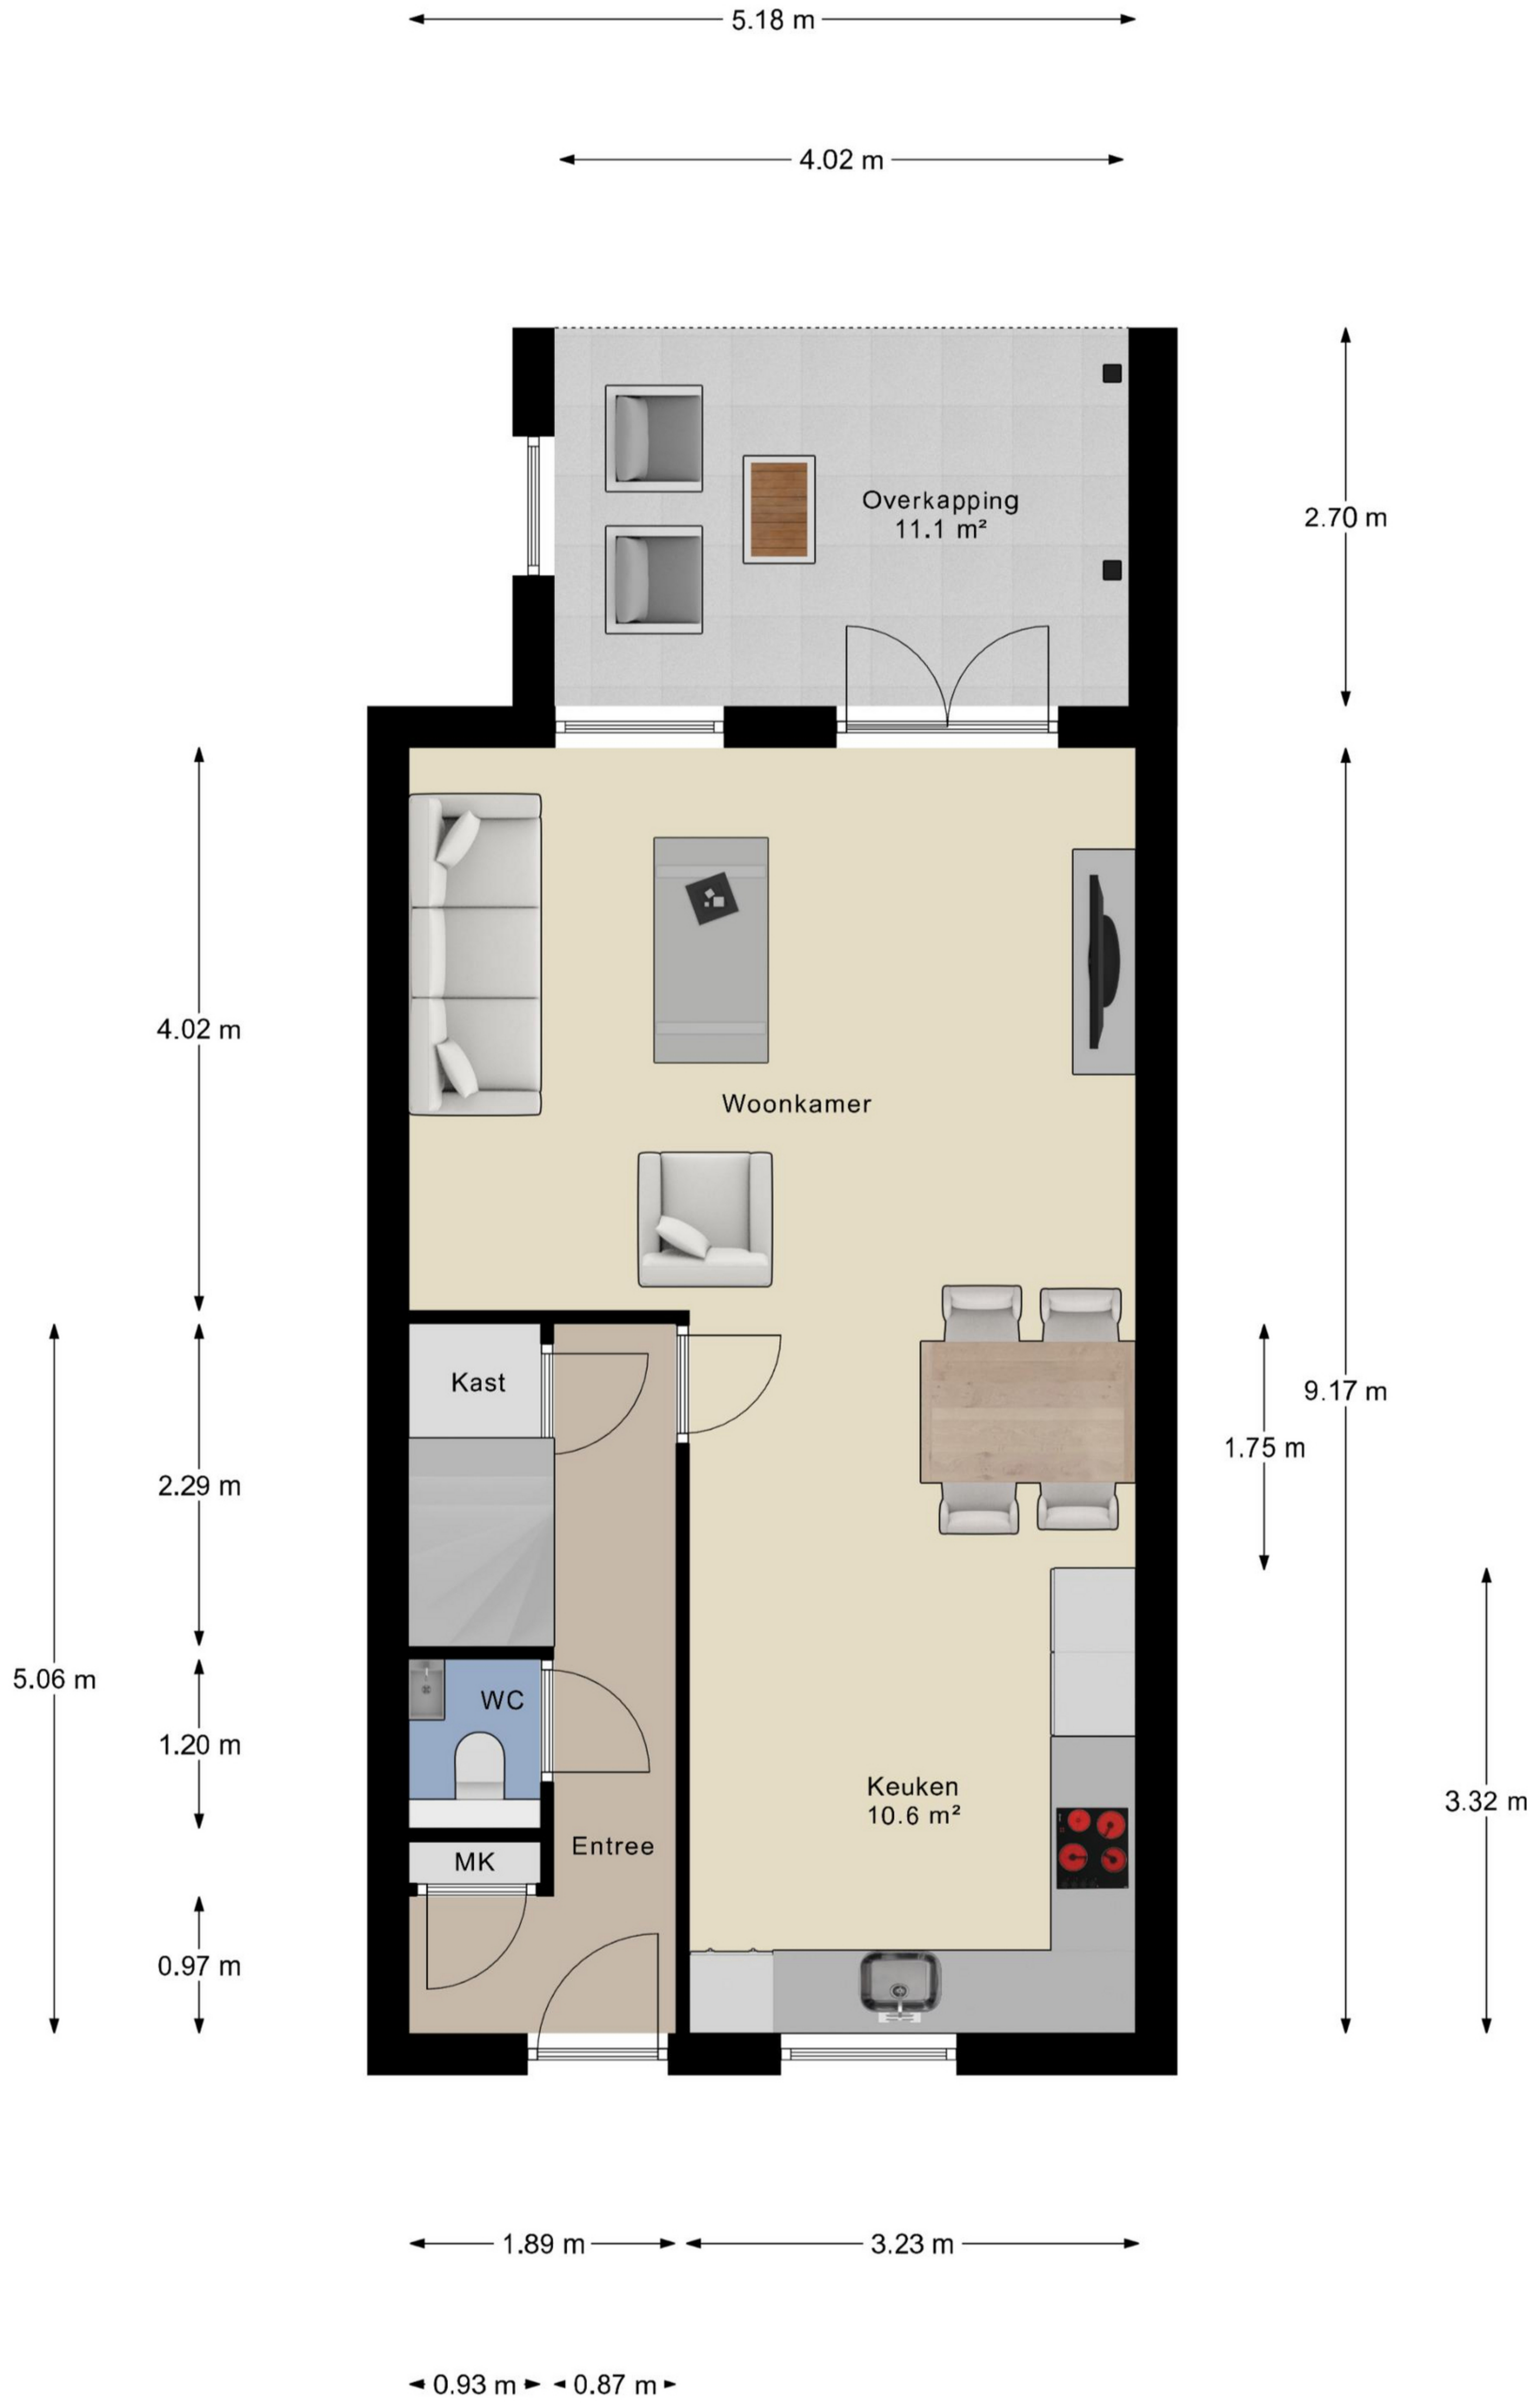 5.18 m
4.02 m
Overkapping
11.1 m²
2.70 m
4.02 m
Woonkamer
Kast
9.17 m
1.75 m
2.29 m
5.06 m
WC
1.20 m
Keuken
10.6 m²
3.32 m
Entree
MK
0.97 m
1.89 m
3.23 m
0.93 m
0.87 m